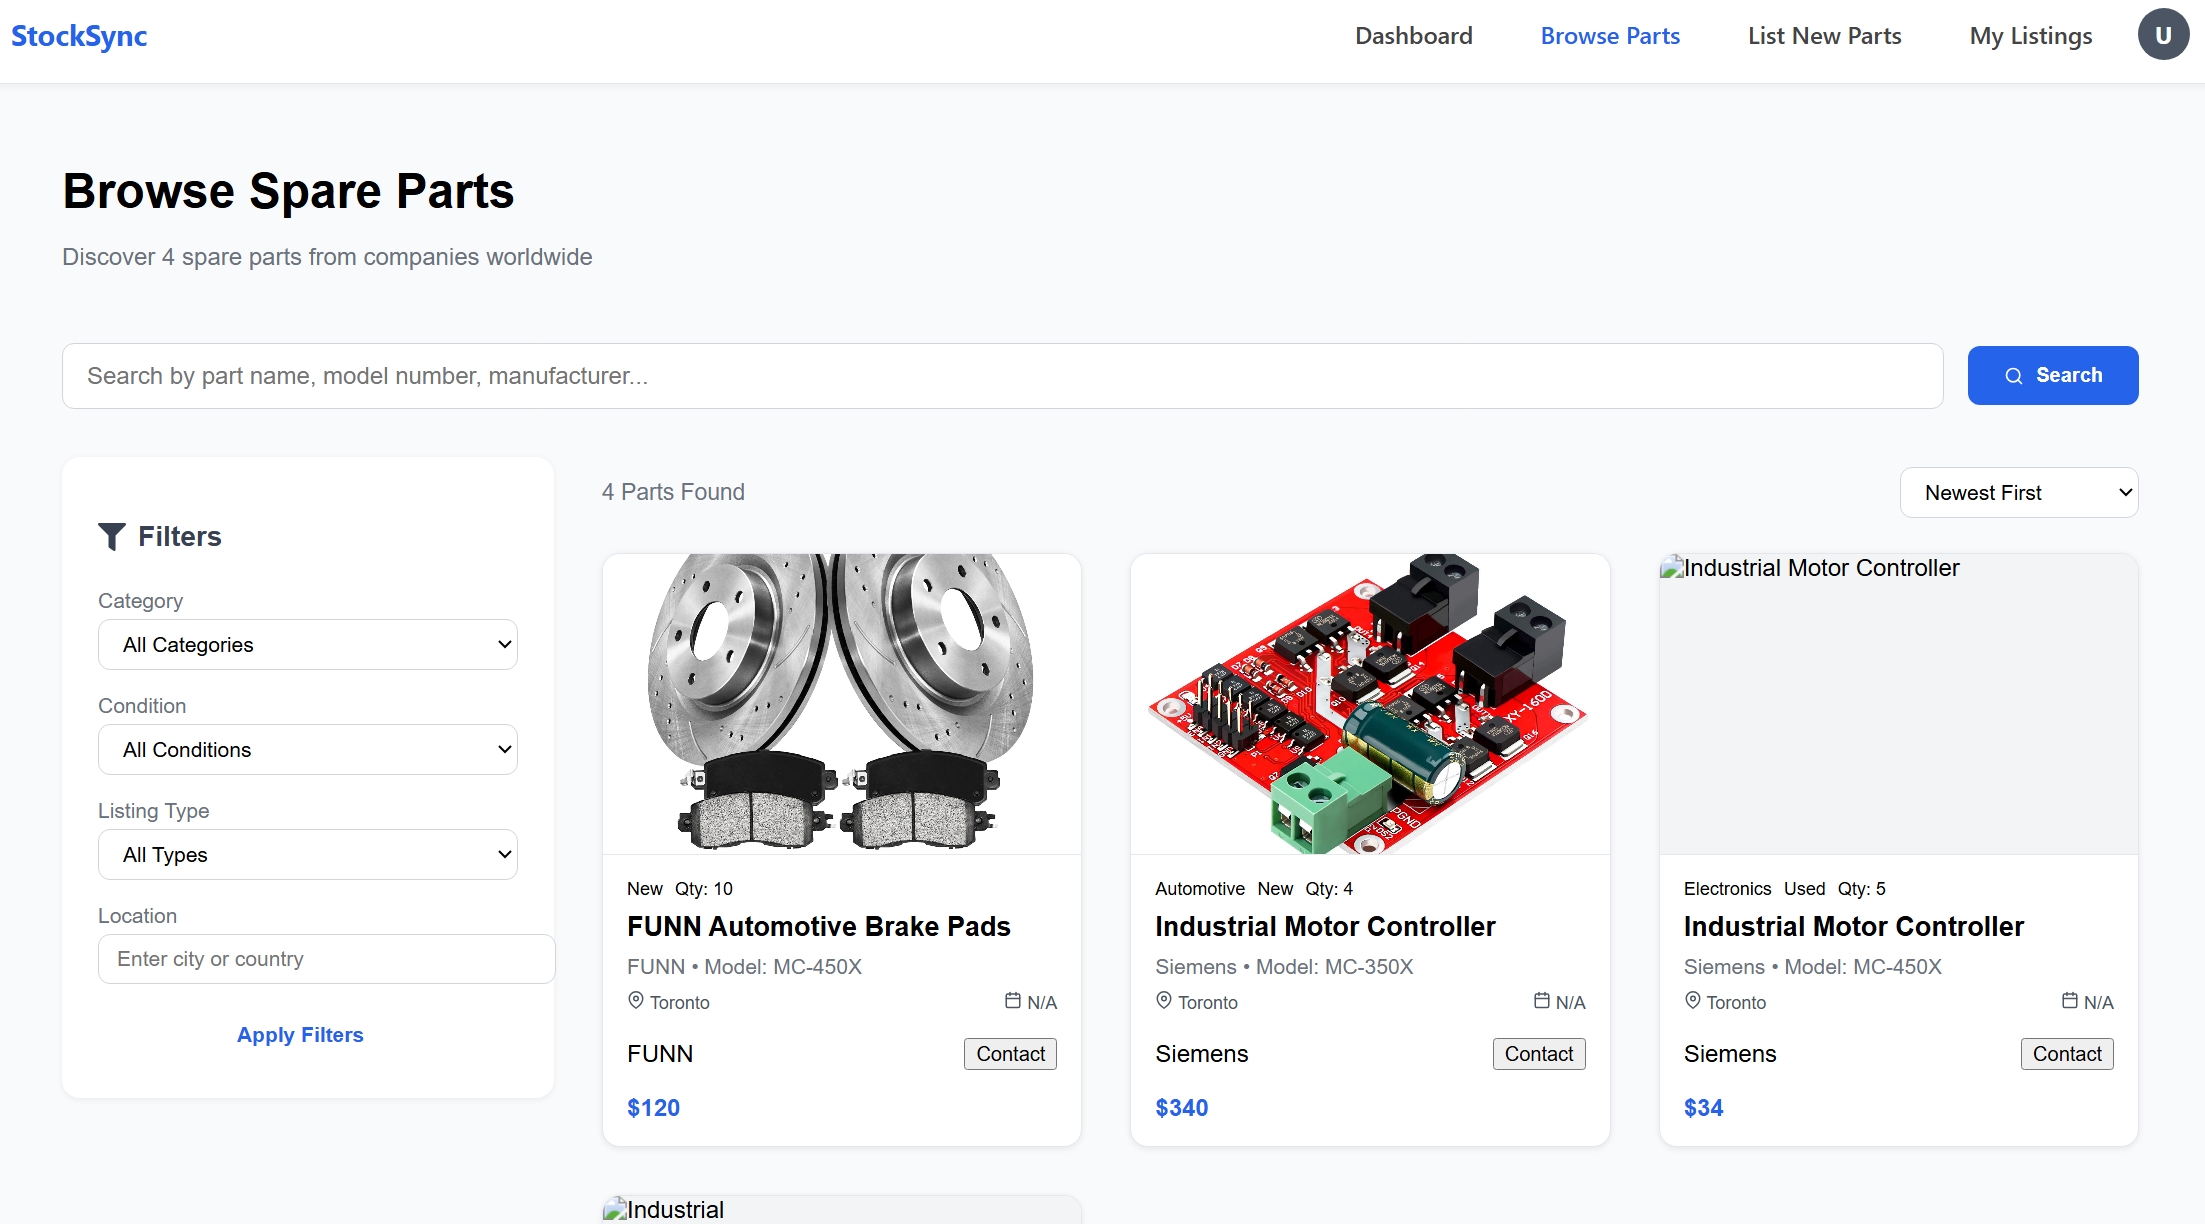 StockSync
Dashboard
Browse Parts
List New Parts
My Listings
U
Browse Spare Parts
Discover 4 spare parts from companies worldwide
Search by part name, model number, manufacturer...
Search
Filters
Category
All Categories
Condition
All Conditions
Listing Type
All Types
Location
Enter city or country
Apply Filters
4 Parts Found
Newest First
New Qty: 10
FUNN Automotive Brake Pads
FUNN • Model: MC-450X
Toronto
N/A
FUNN
Contact
$120
XY-160D
PGND
Automotive New Qty: 4
Industrial Motor Controller
Siemens • Model: MC-350X
Toronto
N/A
Siemens
Contact
$340
Industrial Motor Controller
Electronics Used Qty: 5
Industrial Motor Controller
Siemens • Model: MC-450X
Toronto
N/A
Siemens
Contact
$34
Industrial